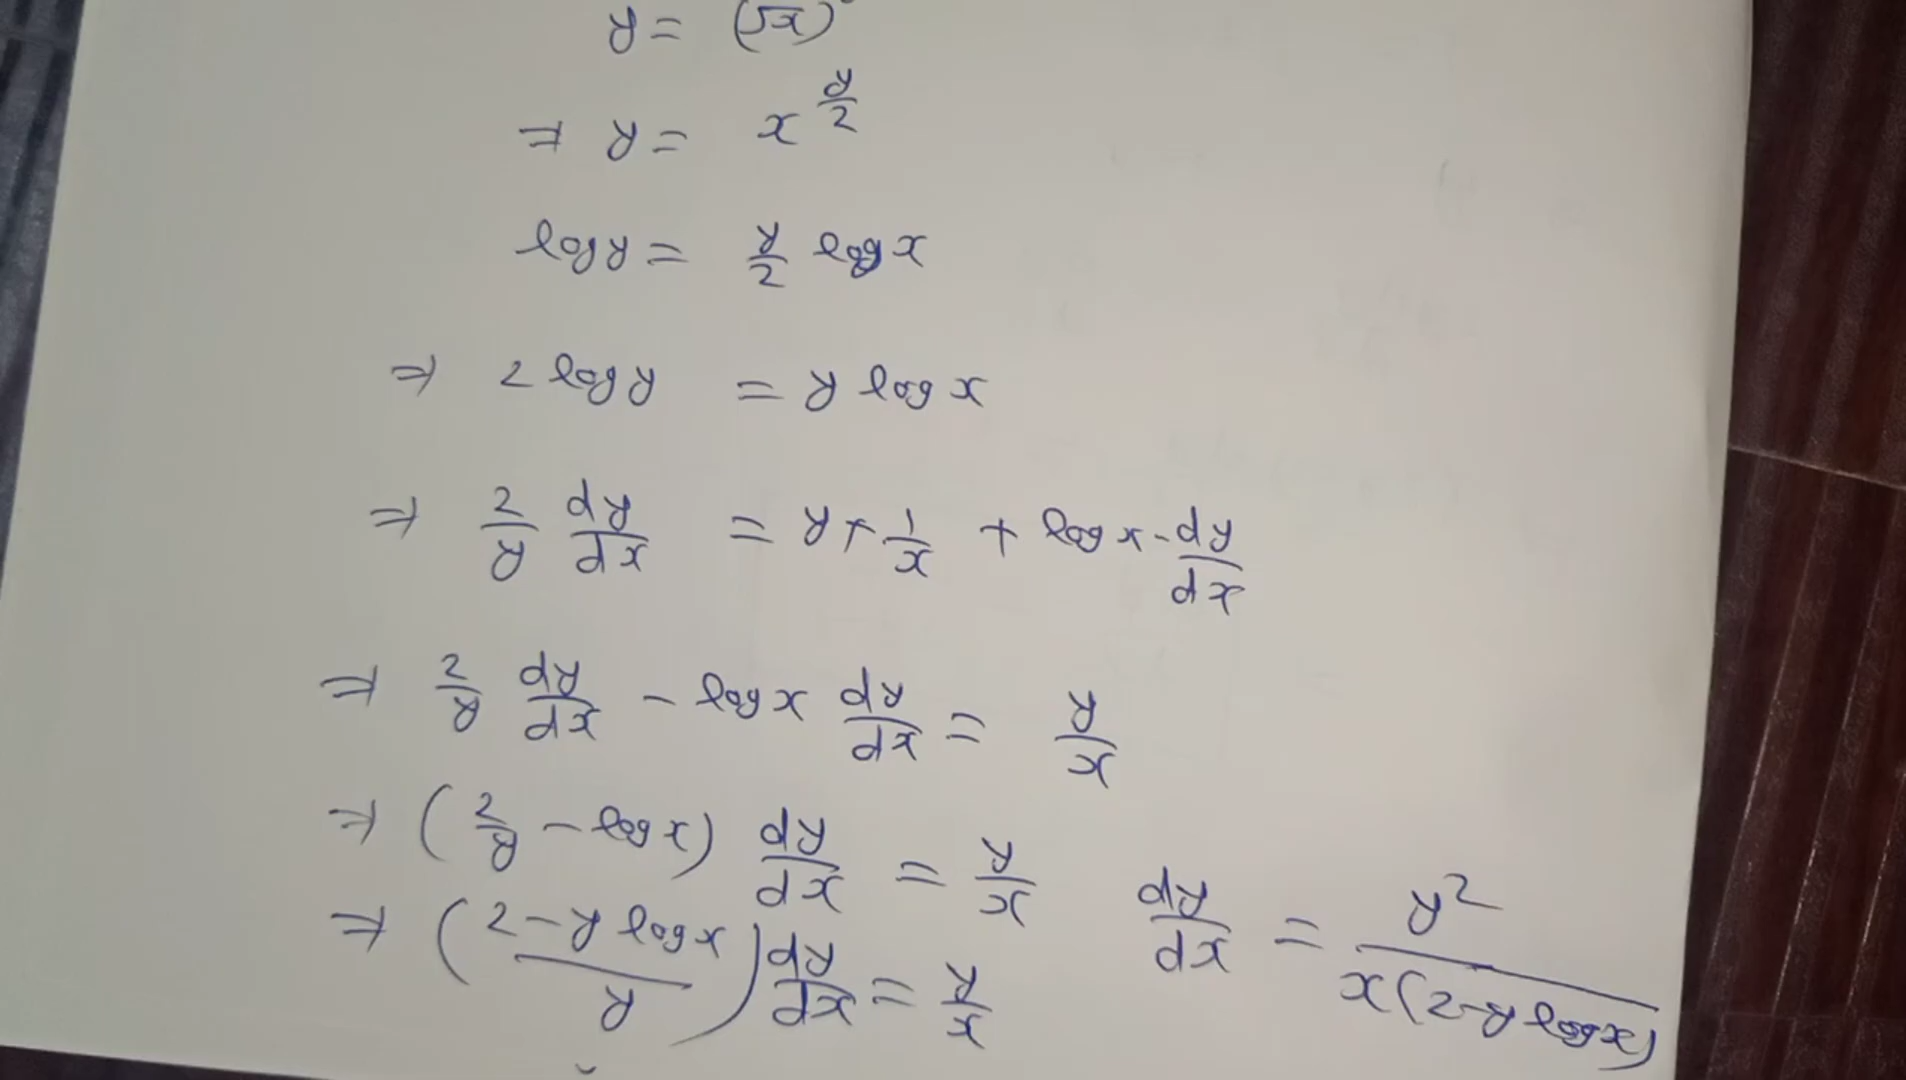 y = (√x)
⇒ y = x^(y/2)
log y = y/2 log x
⇒ 2 log y = y log x
⇒ 2/y dy/dx = y × 1/x + log x · dy/dx
⇒ 2/y dy/dx − log x dy/dx = y/x
⇒ (2/y − log x) dy/dx = y/x
⇒ ((2 − y log x)/y) dy/dx = y/x
dy/dx = y²/(x(2 − y log x))